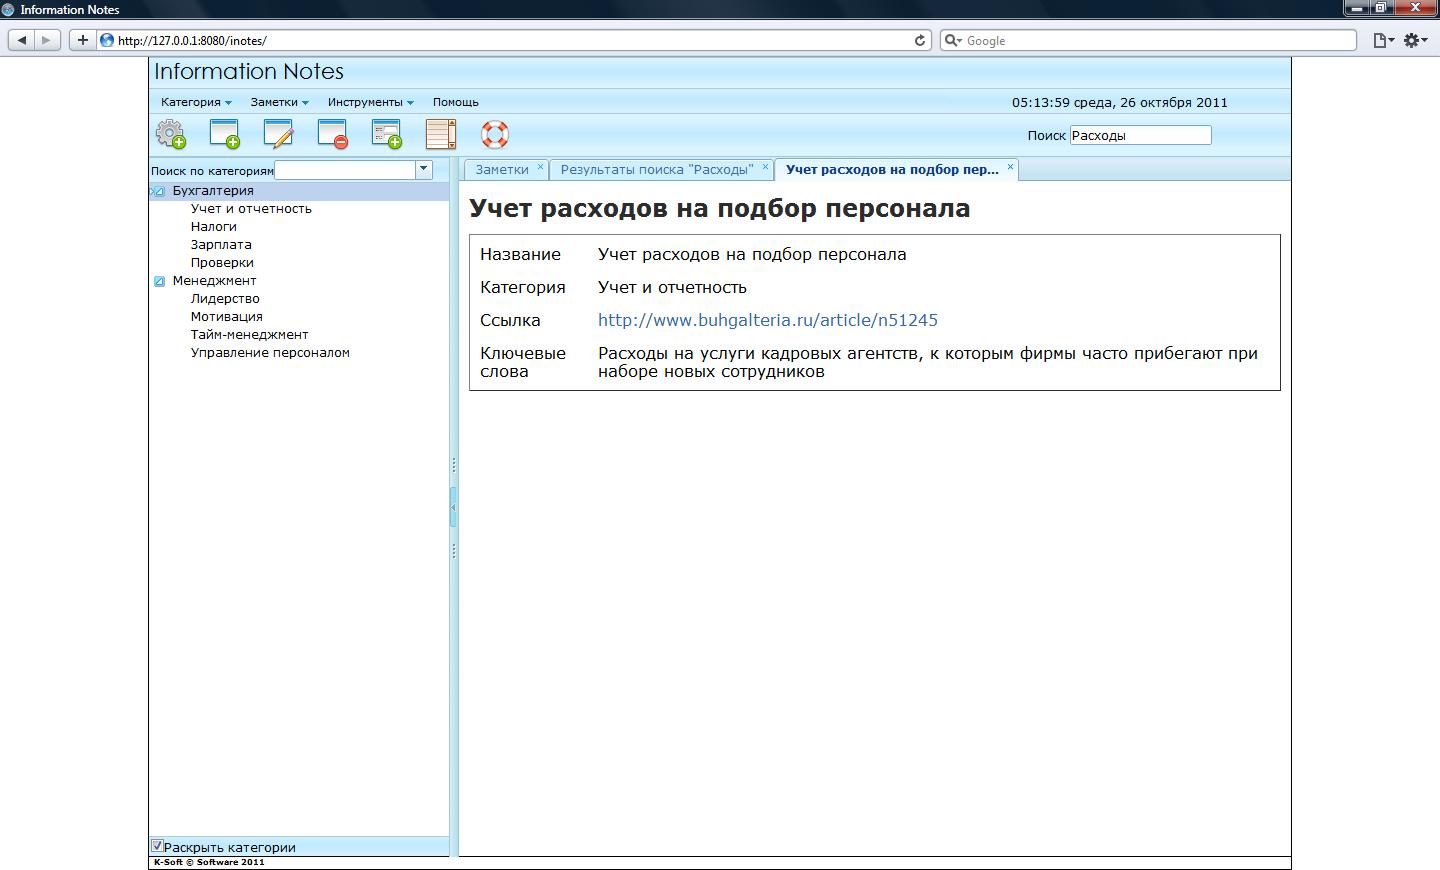 Information Notes
http://127.0.0.1:8080/inotes/
Google
Information Notes
Категория Заметки Инструменты Помощь
05:13:59 среда, 26 октября 2011
Поиск Расходы
Поиск по категориям
Заметки Результаты поиска "Расходы" Учет расходов на подбор пер...
Бухгалтерия
Учет и отчетность
Налоги
Зарплата
Проверки
Менеджмент
Лидерство
Мотивация
Тайм-менеджмент
Управление персоналом
Учет расходов на подбор персонала
Название Учет расходов на подбор персонала
Категория Учет и отчетность
Ссылка http://www.buhgalteria.ru/article/n51245
Ключевые Расходы на услуги кадровых агентств, к которым фирмы часто прибегают при
слова наборе новых сотрудников
Раскрыть категории
K-Soft © Software 2011